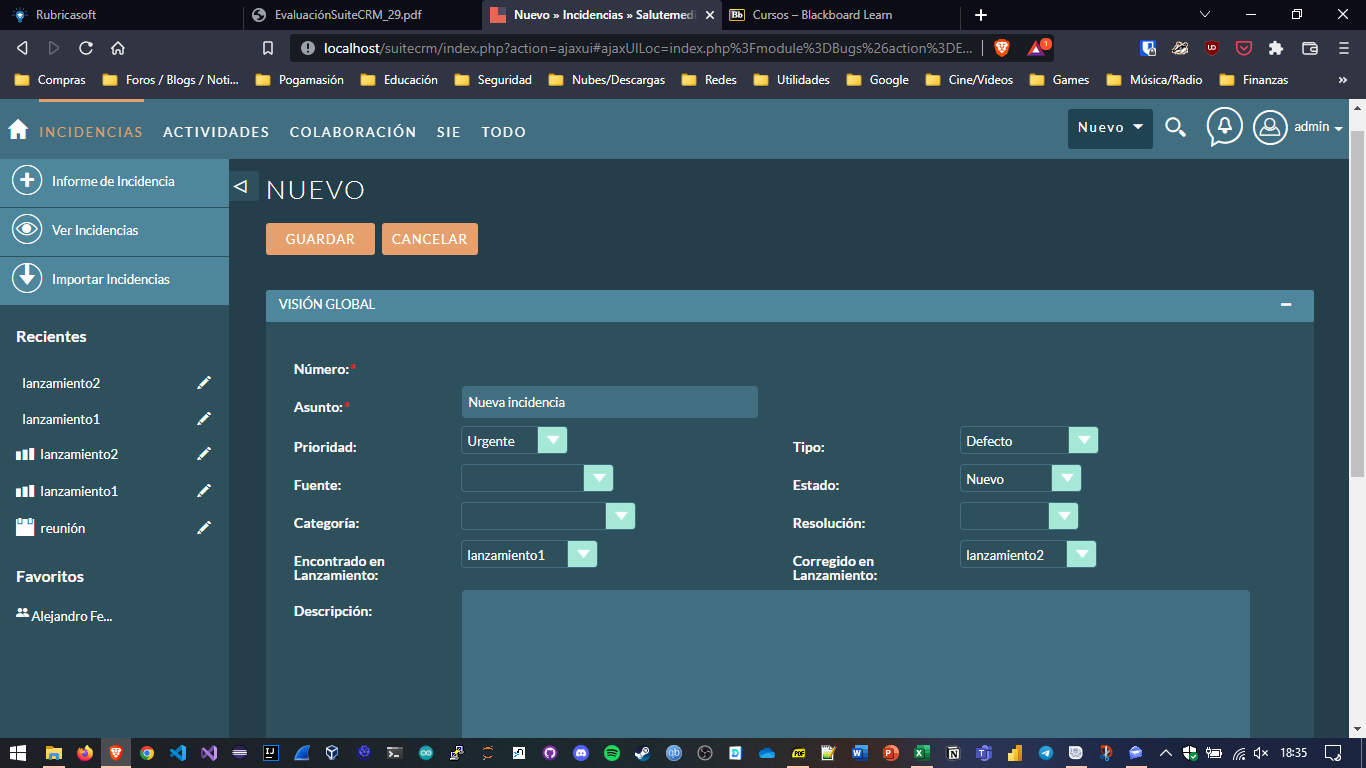 Rubricasoft
EvaluaciónSuiteCRM_29.pdf
Nuevo » Incidencias » Salutemedi
Bb
Cursos – Blackboard Learn
localhost/suitecrm/index.php?action=ajaxui#ajaxUILoc=index.php%3Fmodule%3DBugs%26action%3DE...
1
Compras
Foros / Blogs / Noti...
Pogamasión
Educación
Seguridad
Nubes/Descargas
Redes
Utilidades
Google
Cine/Videos
Games
Música/Radio
Finanzas
»
INCIDENCIAS
ACTIVIDADES
COLABORACIÓN
SIE
TODO
Nuevo
admin
Informe de Incidencia
Ver Incidencias
Importar Incidencias
Recientes
lanzamiento2
lanzamiento1
lanzamiento2
lanzamiento1
reunión
Favoritos
Alejandro Fe...
NUEVO
GUARDAR
CANCELAR
VISIÓN GLOBAL
Número:*
Asunto:*
Nueva incidencia
Prioridad:
Urgente
Tipo:
Defecto
Fuente:
Estado:
Nuevo
Categoría:
Resolución:
Encontrado en
Lanzamiento:
lanzamiento1
Corregido en
Lanzamiento:
lanzamiento2
Descripción:
18:35